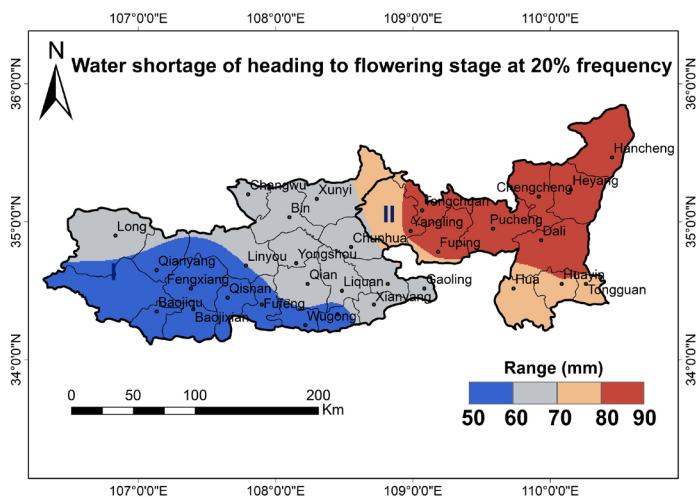 107°0'0"E 108°0'0"E 109°0'0"E 110°0'0"E
N
Water shortage of heading to flowering stage at 20% frequency
36°0'0"N
36°0'0"N
Hancheng
Changwu
Xunyi
Heyang
Chengcheng
Bin
II
Tongchuan
Pucheng
Yangling
35°0'0"N
35°0'0"N
Long
Dali
Chunhua
Fuping
Qianyang
Linyou
Yongshou
I
Fengxiang
Qian
Liquan
Gaoling
Hua
Huayin
Qishan
Tongguan
Baojiqu
Fufeng
Xianyang
Baojixian
Wugong
34°0'0"N
34°0'0"N
Range (mm)
0 50 100 200
Km
50 60 70 80 90
107°0'0"E 108°0'0"E 109°0'0"E 110°0'0"E